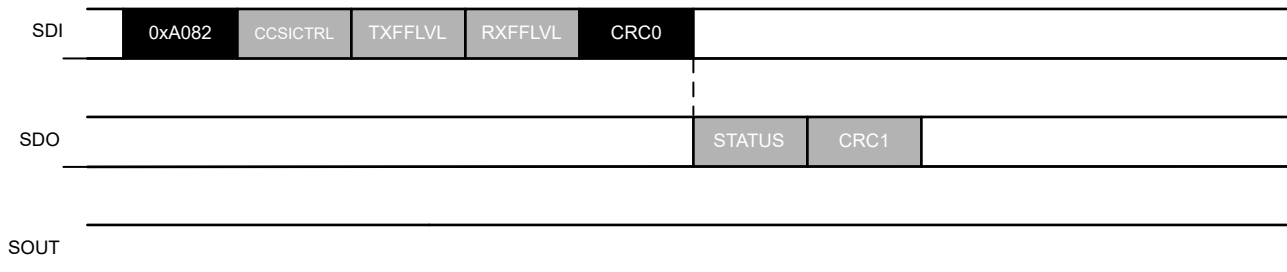 SDI 0xA082 CCSICTRL TXFFLVL RXFFLVL CRC0
SDO STATUS CRC1
SOUT